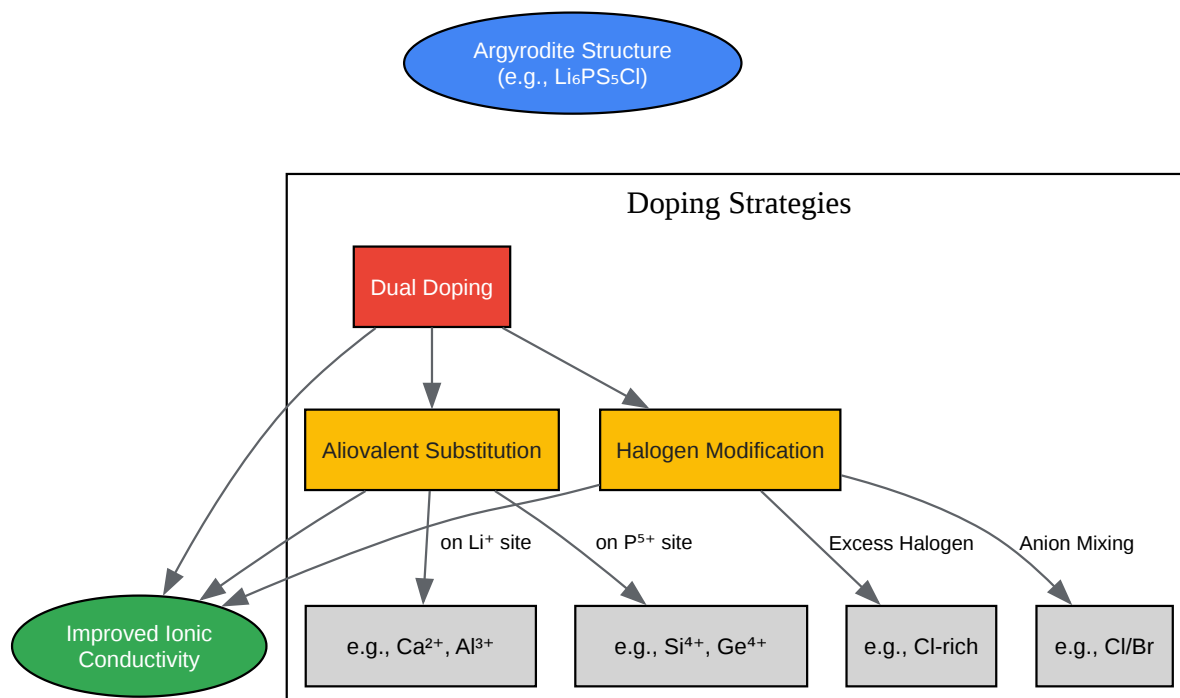 Argyrodite Structure
(e.g., Li₆PS₅Cl)
Doping Strategies
Dual Doping
Aliovalent Substitution
Halogen Modification
on Li⁺ site
on P⁵⁺ site
Excess Halogen
Anion Mixing
Improved Ionic
Conductivity
e.g., Ca²⁺, Al³⁺
e.g., Si⁴⁺, Ge⁴⁺
e.g., Cl-rich
e.g., Cl/Br